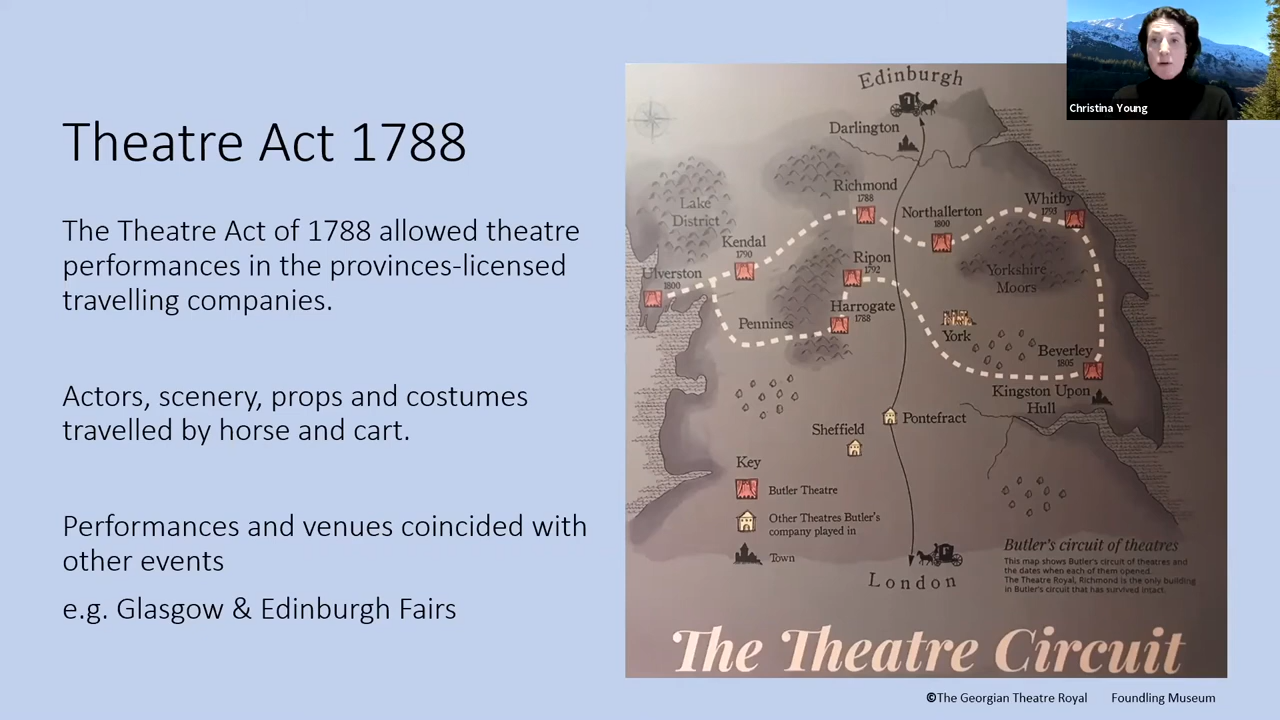 Christina Young
Theatre Act 1788
The Theatre Act of 1788 allowed theatre
performances in the provinces-licensed
travelling companies.
Actors, scenery, props and costumes
travelled by horse and cart.
Performances and venues coincided with
other events
e.g. Glasgow & Edinburgh Fairs
Edinburgh
Darlington
Richmond
1788
Lake
District
Northallerton
1800
Whitby
1793
Kendal
1790
Ulverston
1800
Ripon
1792
Yorkshire
Moors
Harrogate
1788
Pennines
York
Beverley
1805
Kingston Upon
Hull
Pontefract
Sheffield
Key
Butler Theatre
Other Theatres Butler's
company played in
Town
London
Butler's circuit of theatres
This map shows Butler's circuit of theatres and
the dates when each of them opened.
The Theatre Royal, Richmond is the only building
in Butler's circuit that has survived intact.
The Theatre Circuit
©The Georgian Theatre Royal Foundling Museum